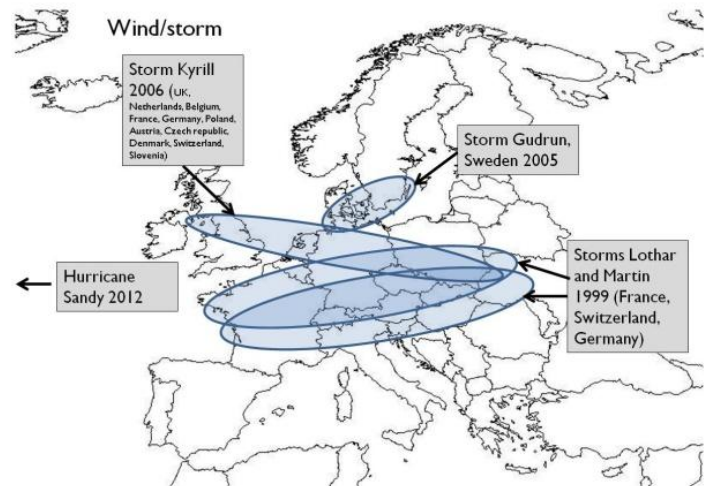 Wind/storm
Storm Kyrill
2006 (UK,
Netherlands, Belgium,
France, Germany, Poland,
Austria, Czech republic,
Denmark, Switzerland,
Slovenia)
Storm Gudrun,
Sweden 2005
Hurricane
Sandy 2012
Storms Lothar
and Martin
1999 (France,
Switzerland,
Germany)